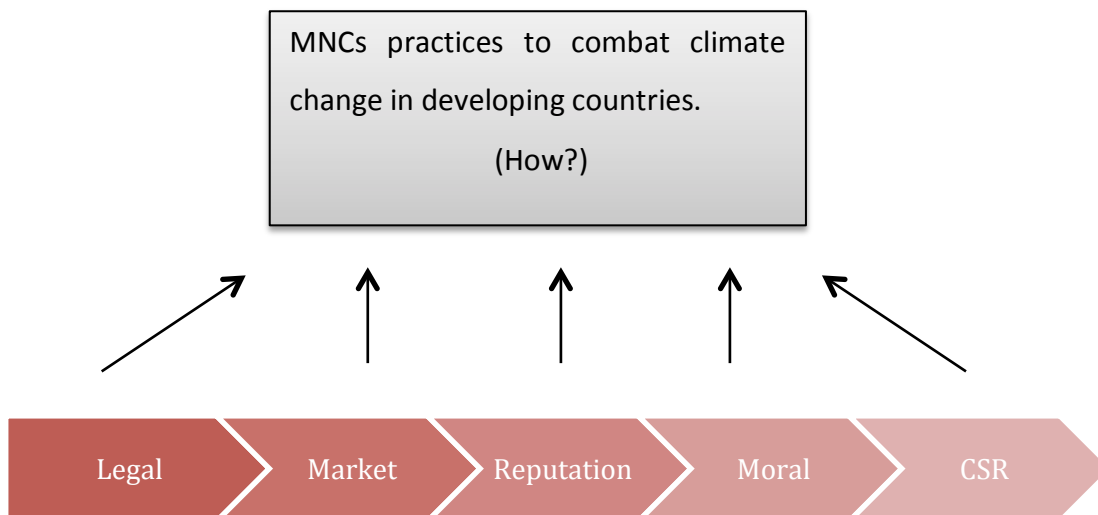 MNCs practices to combat climate
change in developing countries.
(How?)
Legal
Market
Reputation
Moral
CSR